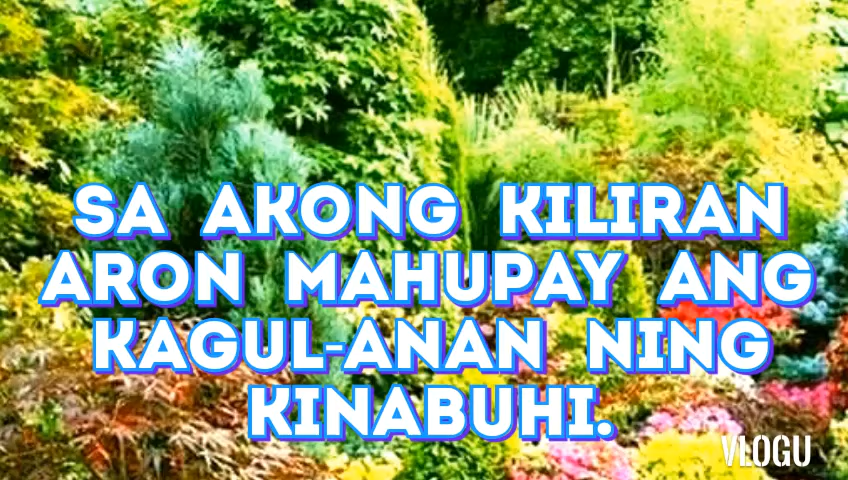 SA AKONG KILIRAN
ARON MAHUPAY ANG
KAGUL-ANAN NING
KINABUHI.
VLOGU